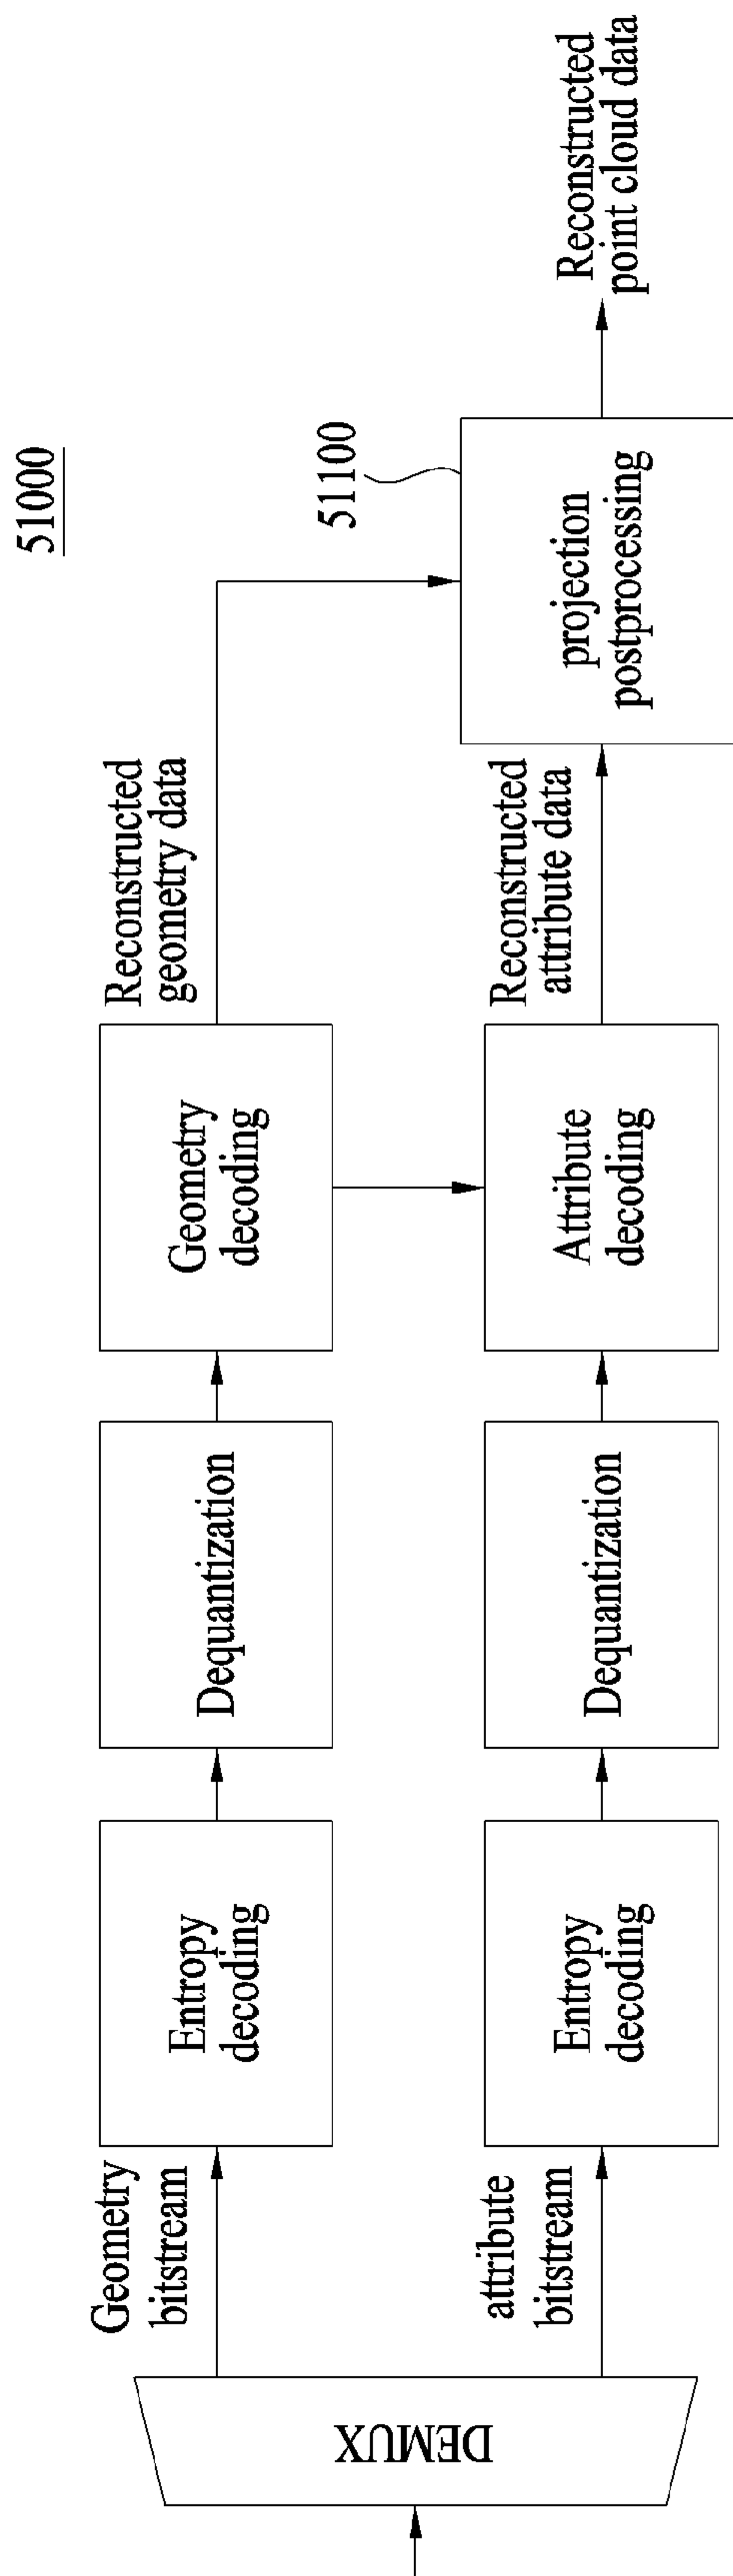 51000
DEMUX
Geometry
bitstream
Entropy
decoding
Dequantization
Geometry
decoding
Reconstructed
geometry data
attribute
bitstream
Entropy
decoding
Dequantization
Attribute
decoding
Reconstructed
attribute data
51100
projection
postprocessing
Reconstructed
point cloud data